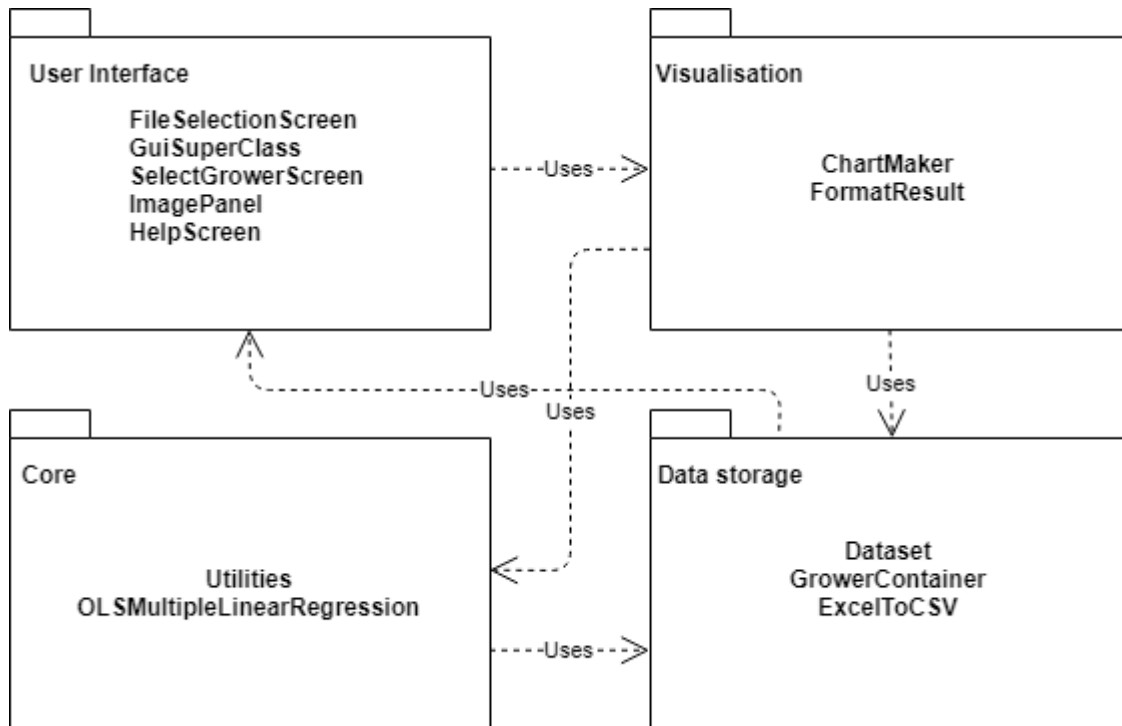 User Interface
FileSelectionScreen
GuiSuperClass
SelectGrowerScreen
ImagePanel
HelpScreen
Uses
Visualisation
ChartMaker
FormatResult
Uses
Uses
Uses
Core
Utilities
OLSMultipleLinearRegression
Uses
Data storage
Dataset
GrowerContainer
ExcelToCSV